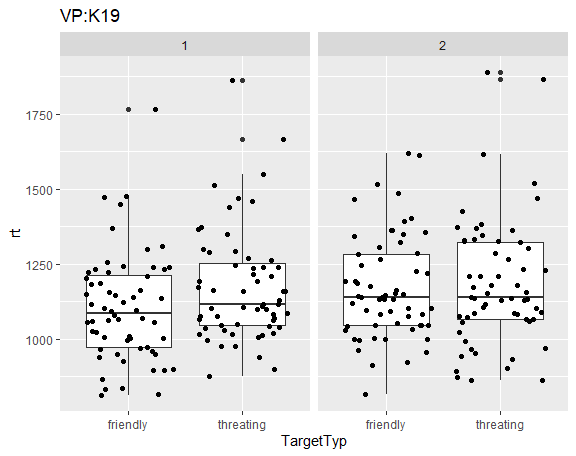 VP:K19
1 2
rt
1750
1500
1250
1000
friendly threating friendly threating
TargetTyp